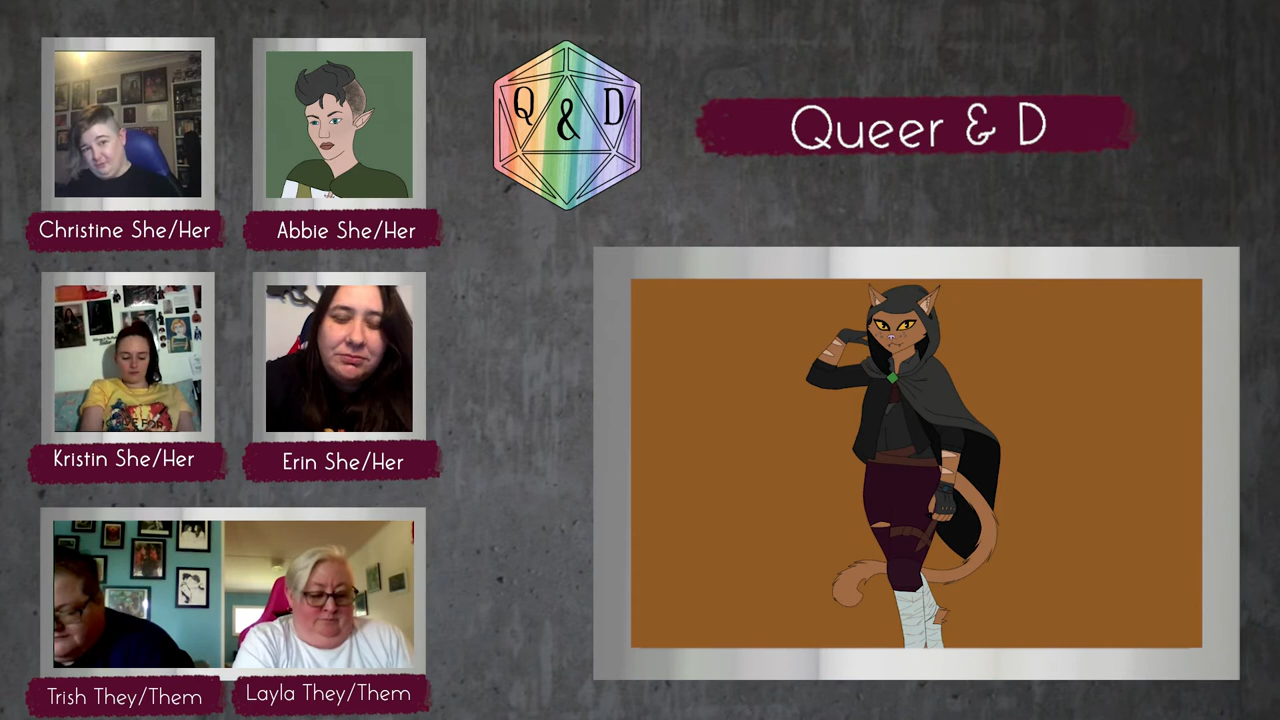 Q & D
Queer & D
Christine She/Her
Abbie She/Her
Kristin She/Her
Erin She/Her
Trish They/Them
Layla They/Them